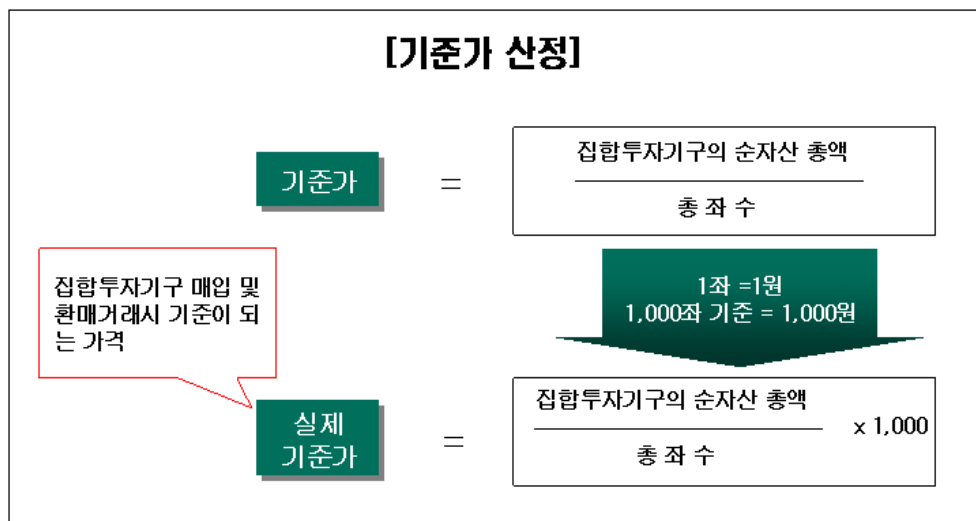 [기준가 산정]
기준가
=
집합투자기구의 순자산 총액
총 좌 수
집합투자기구 매입 및
환매거래시 기준이 되
는 가격
1좌 =1원
1,000좌 기준 = 1,000원
실제
기준가
=
집합투자기구의 순자산 총액
총 좌 수
x 1,000